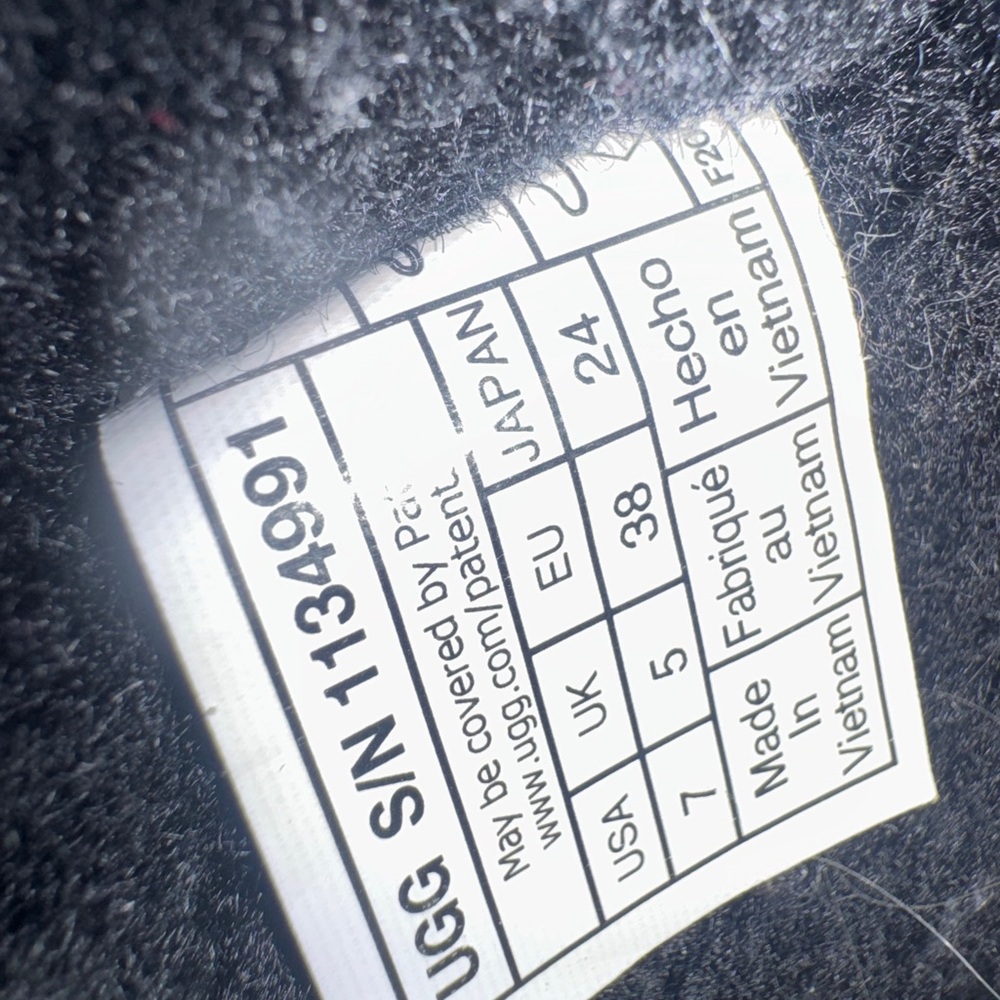 UGG S/N 1134991
May be covered by
www.ugg.com/patent
USA UK EU JAPAN
7 5 38 24
Made Fabriqué Hecho
In au en
Vietnam Vietnam Vietnam